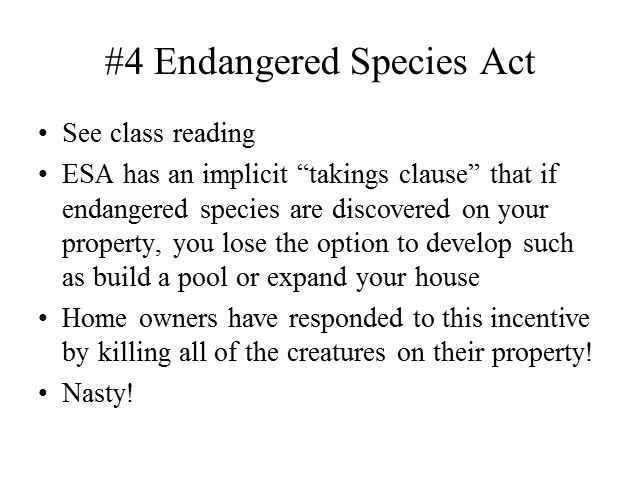 #4 Endangered Species Act
• See class reading
• ESA has an implicit “takings clause” that if
endangered species are discovered on your
property, you lose the option to develop such
as build a pool or expand your house
• Home owners have responded to this incentive
by killing all of the creatures on their property!
• Nasty!